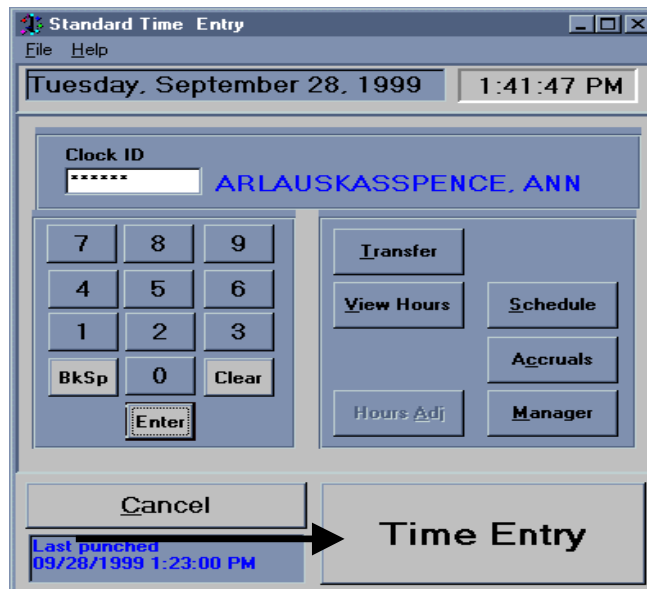 Standard Time Entry
File Help
Tuesday, September 28, 1999 1:41:47 PM
Clock ID
****** ARLAUSKASSPENCE, ANN
7 8 9
4 5 6
1 2 3
BkSp 0 Clear
Enter
Transfer
View Hours Schedule
Accruals
Hours Adj Manager
Cancel
Last punched
09/28/1999 1:23:00 PM
Time Entry